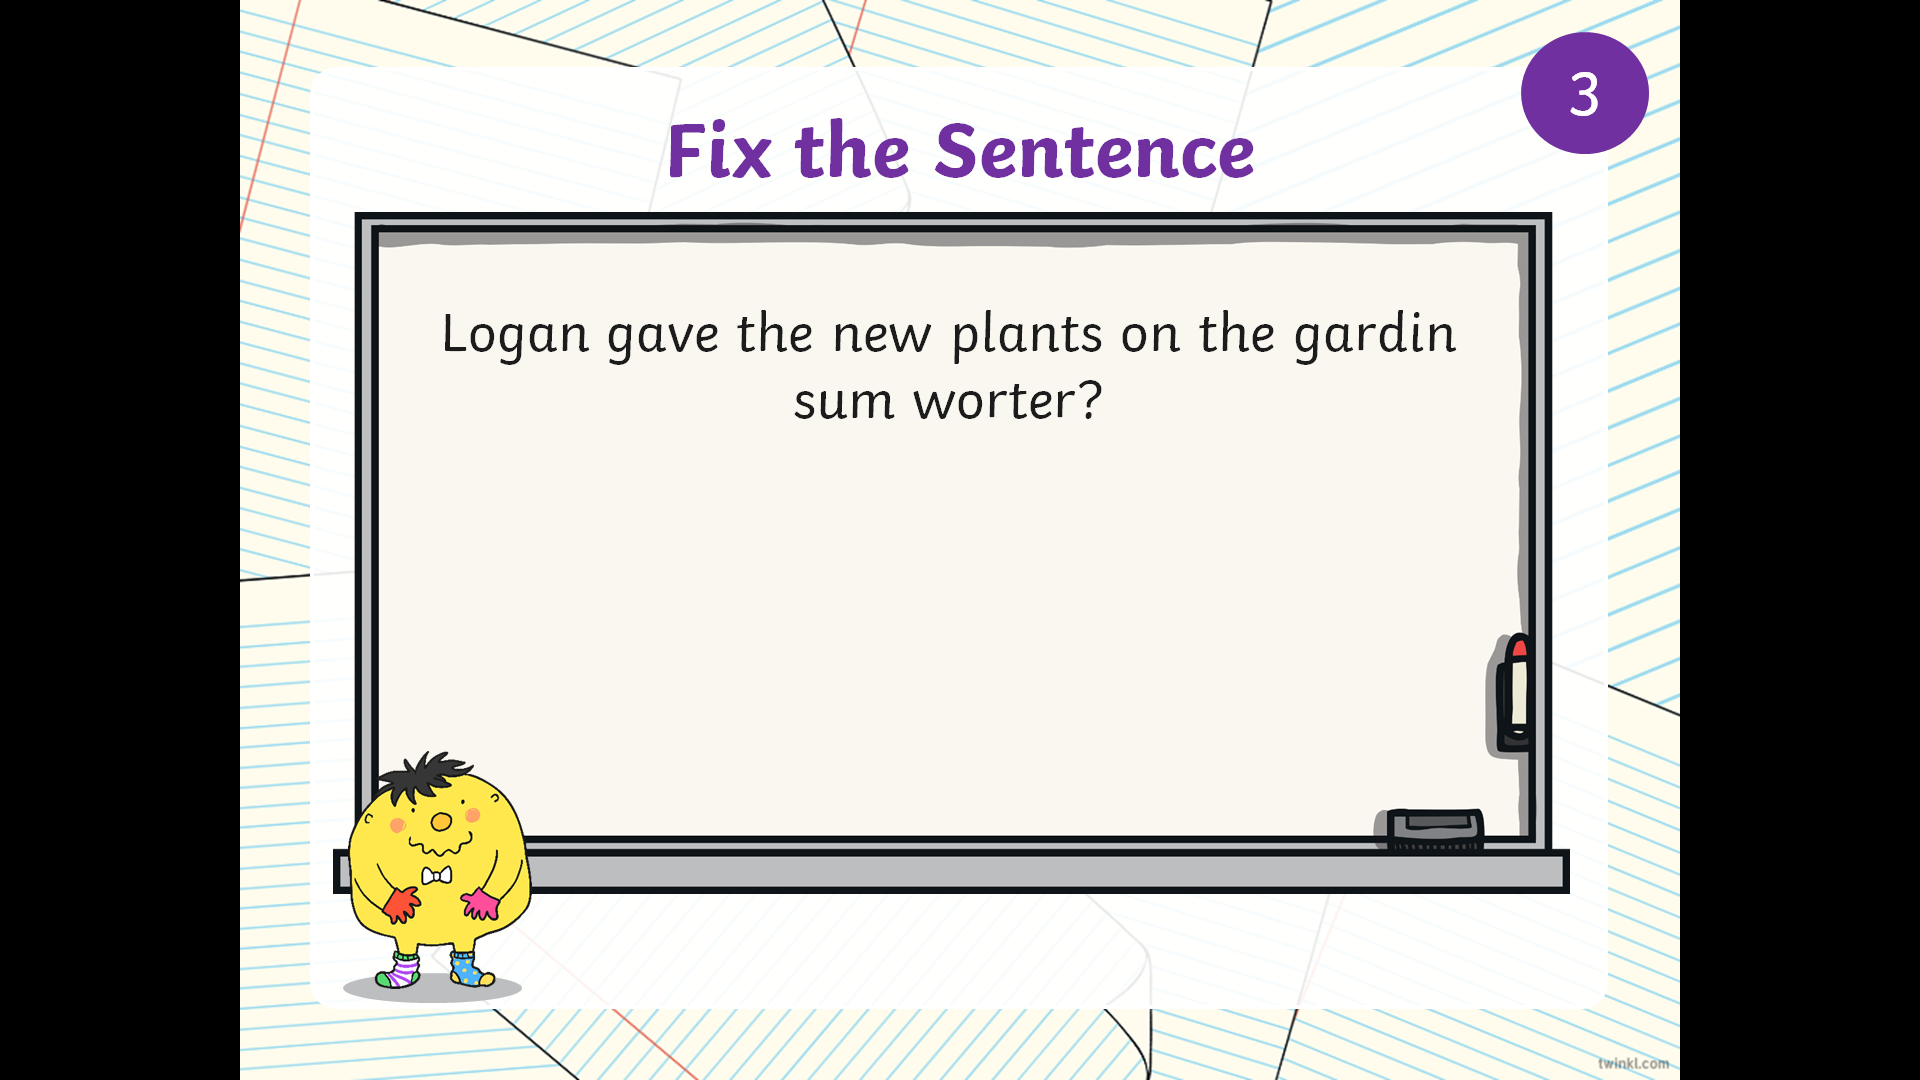 3
Fix the Sentence
Logan gave the new plants on the gardin
sum worter?
twinkl.com